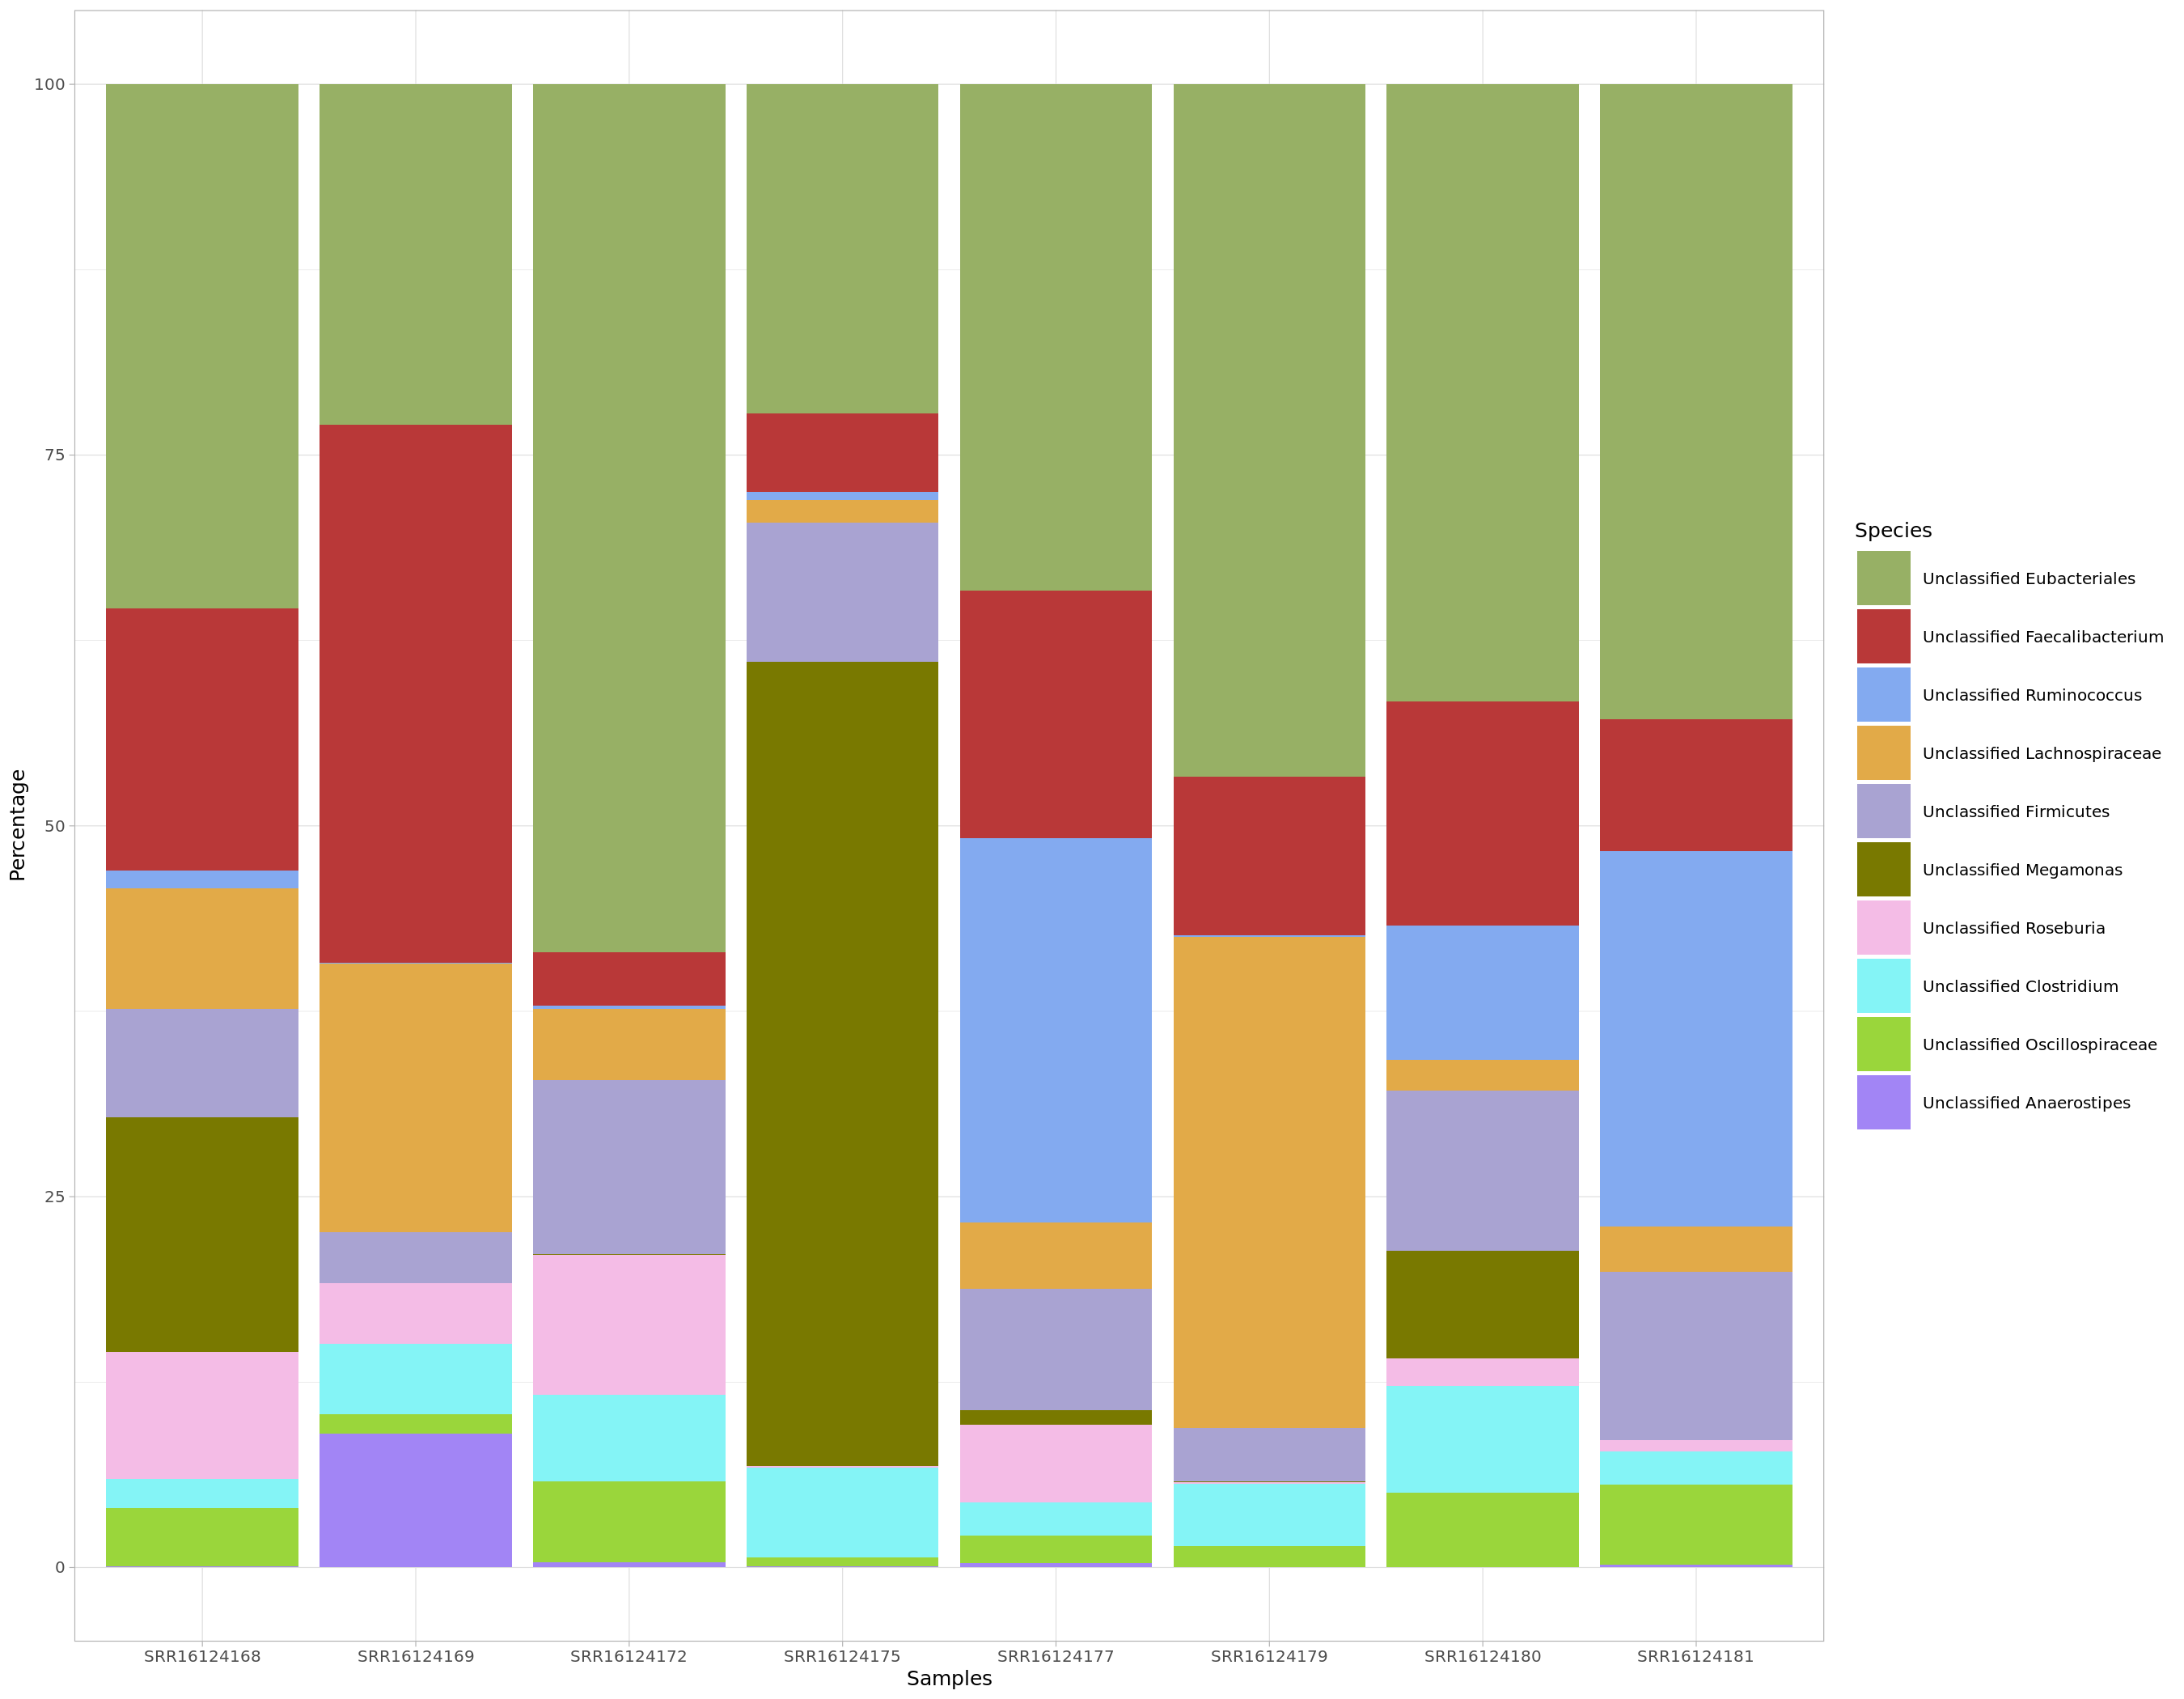 100
75
50
25
0
Percentage
SRR16124168 SRR16124169 SRR16124172 SRR16124175 SRR16124177 SRR16124179 SRR16124180 SRR16124181
Samples
Species
Unclassified Eubacteriales
Unclassified Faecalibacterium
Unclassified Ruminococcus
Unclassified Lachnospiraceae
Unclassified Firmicutes
Unclassified Megamonas
Unclassified Roseburia
Unclassified Clostridium
Unclassified Oscillospiraceae
Unclassified Anaerostipes